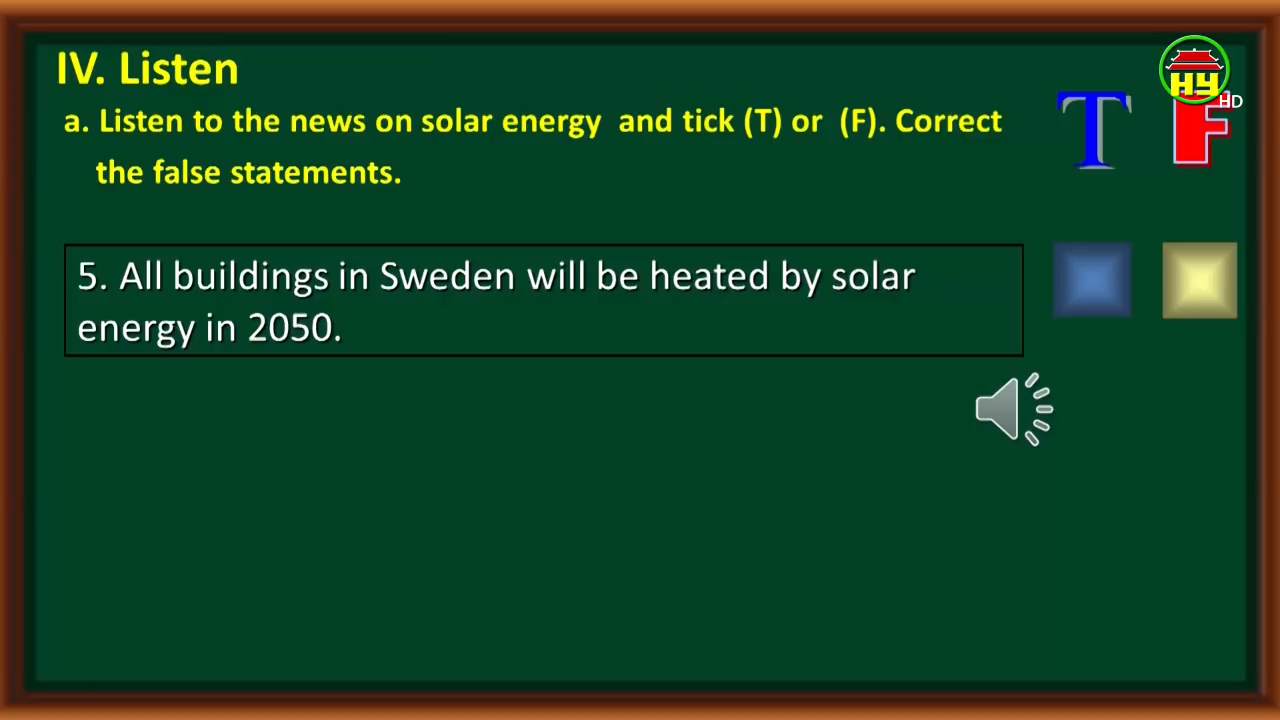 IV. Listen
a. Listen to the news on solar energy and tick (T) or (F). Correct
the false statements.
T F
HY
HD
5. All buildings in Sweden will be heated by solar
energy in 2050.